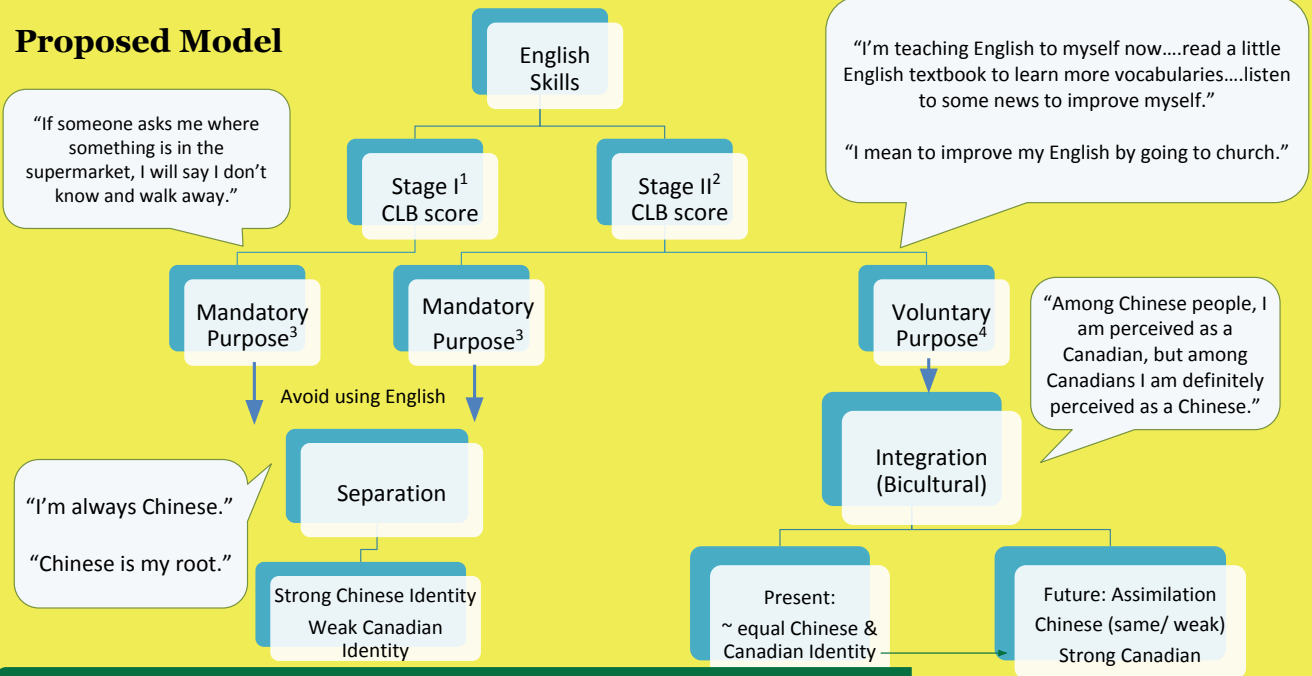 Proposed Model
English
Skills
“I’m teaching English to myself now....read a little
English textbook to learn more vocabularies....listen
to some news to improve myself.”
“I mean to improve my English by going to church.”
“If someone asks me where
something is in the
supermarket, I will say I don’t
know and walk away.”
Stage I¹
CLB score
Stage II²
CLB score
Mandatory
Purpose³
Mandatory
Purpose³
Voluntary
Purpose⁴
“Among Chinese people, I
am perceived as a
Canadian, but among
Canadians I am definitely
perceived as a Chinese.”
Avoid using English
“I’m always Chinese.”
“Chinese is my root.”
Separation
Integration
(Bicultural)
Strong Chinese Identity
Weak Canadian
Identity
Present:
~ equal Chinese &
Canadian Identity
Future: Assimilation
Chinese (same/ weak)
Strong Canadian